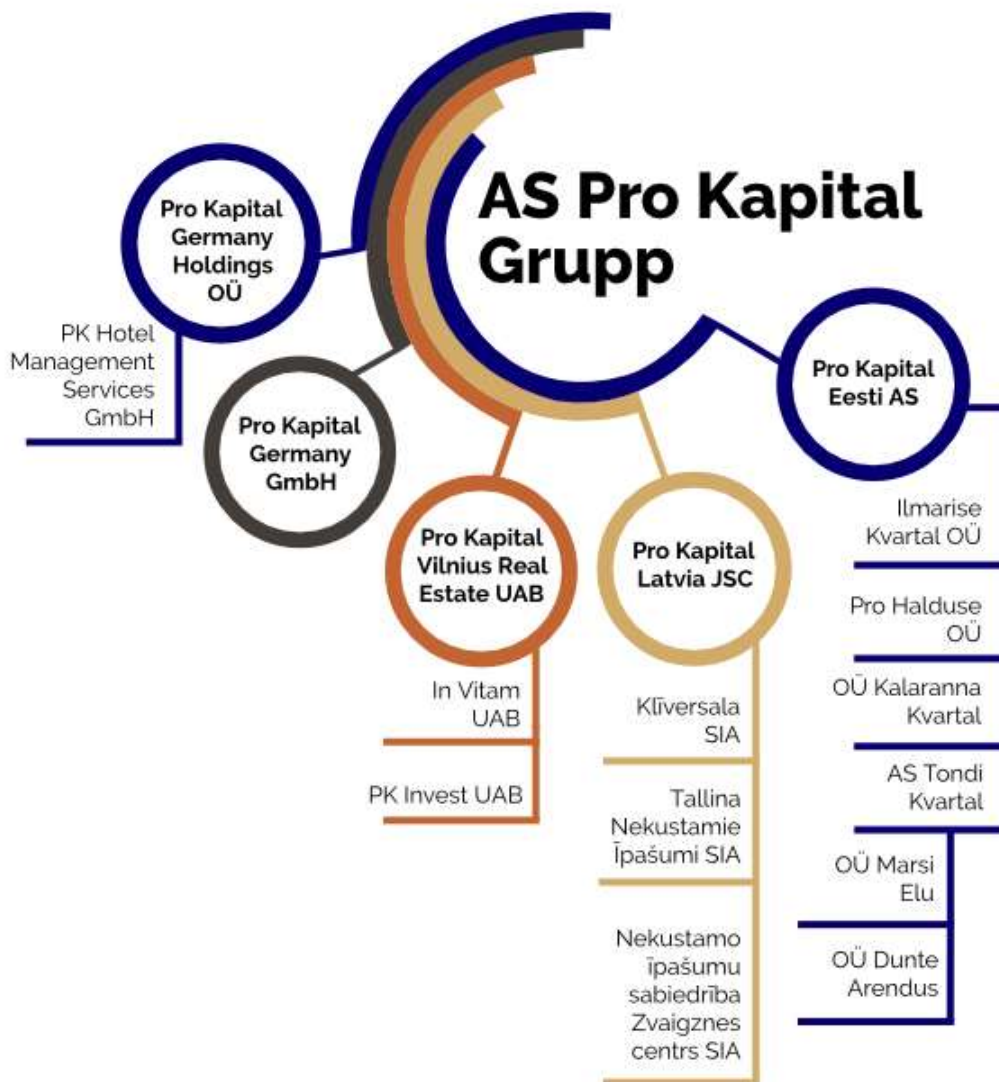 AS Pro Kapital
Grupp
Pro Kapital
Germany
Holdings
OÜ
PK Hotel
Management
Services
GmbH
Pro Kapital
Germany
GmbH
Pro Kapital
Vilnius Real
Estate UAB
In Vitam
UAB
PK Invest UAB
Pro Kapital
Latvia JSC
Klīversala
SIA
Tallina
Nekustamie
Īpašumi SIA
Nekustamo
īpašumu
sabiedrība
Zvaigznes
centrs SIA
Pro Kapital
Eesti AS
Ilmarise
Kvartal OÜ
Pro Halduse
OÜ
OÜ Kalaranna
Kvartal
AS Tondi
Kvartal
OÜ Marsi
Elu
OÜ Dunte
Arendus